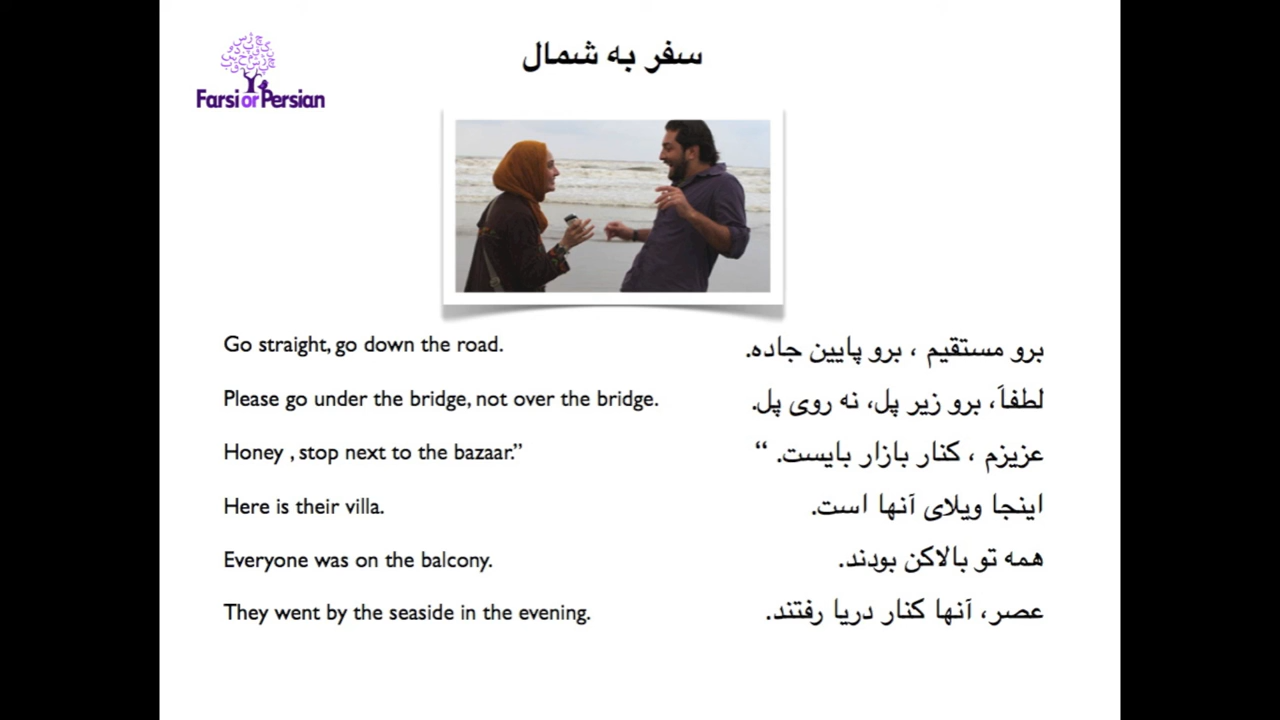 سفر به شمال
Farsi or Persian
Go straight, go down the road.
برو مستقیم ، برو پایین جاده.
Please go under the bridge, not over the bridge.
لطفاَ، برو زیر پل، نه روی پل.
Honey , stop next to the bazaar.”
عزیزم ، کنار بازار بایست. “
Here is their villa.
اینجا ویلای آنها است.
Everyone was on the balcony.
همه تو بالاکن بودند.
They went by the seaside in the evening.
عصر، آنها کنار دریا رفتند.